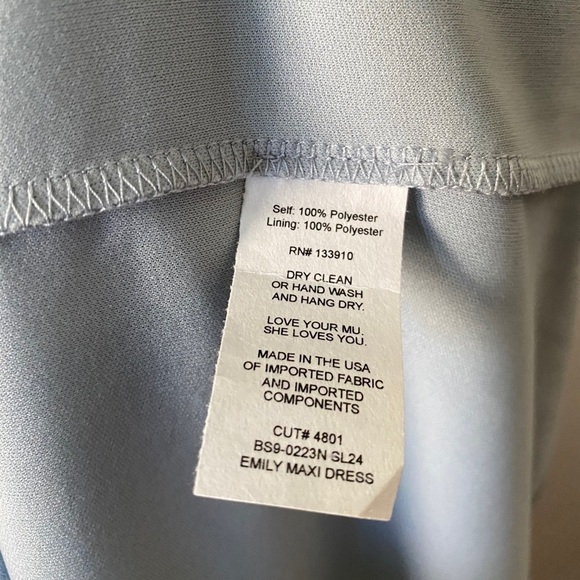 Self: 100% Polyester
Lining: 100% Polyester
RN# 133910
DRY CLEAN
OR HAND WASH
AND HANG DRY.
LOVE YOUR MU.
SHE LOVES YOU.
MADE IN THE USA
OF IMPORTED FABRIC
AND IMPORTED
COMPONENTS
CUT# 4801
BS9-0223N SL24
EMILY MAXI DRESS